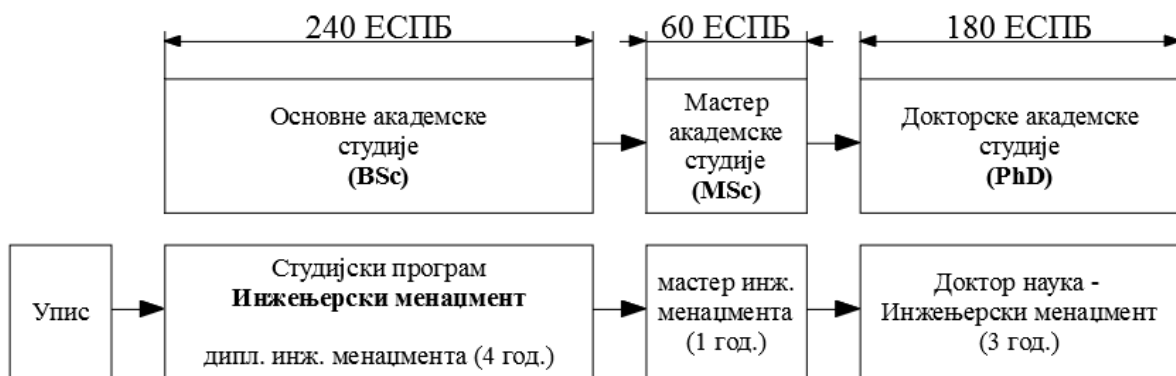 240 ЕСПБ
60 ЕСПБ
180 ЕСПБ
Основне академске
студије
(BSc)
Мастер
академске
студије
(MSc)
Докторске академске
студије
(PhD)
Упис
Студијски програм
Инжењерски менаџмент
дипл. инж. менаџмента (4 год.)
мастер инж.
менаџмента
(1 год.)
Доктор наука -
Инжењерски менаџмент
(3 год.)